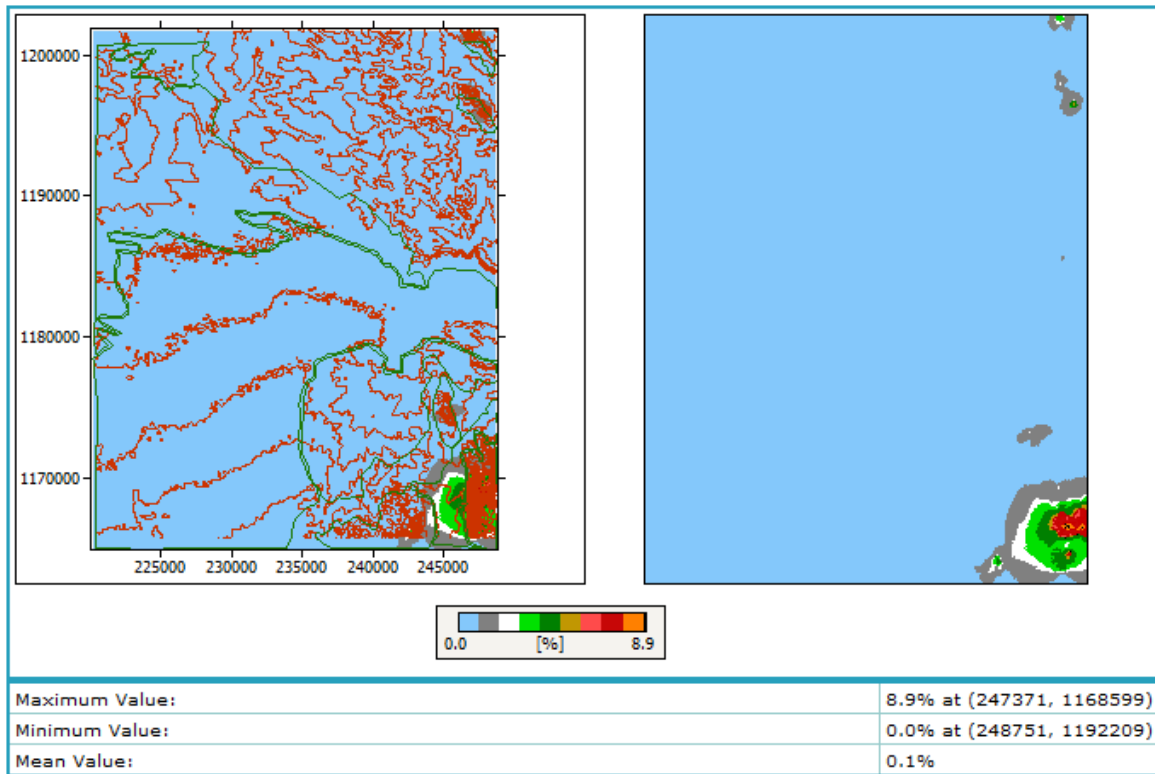 1200000
1190000
1180000
1170000
225000 230000 235000 240000 245000
0.0 [%] 8.9
Maximum Value: 8.9% at (247371, 1168599)
Minimum Value: 0.0% at (248751, 1192209)
Mean Value: 0.1%